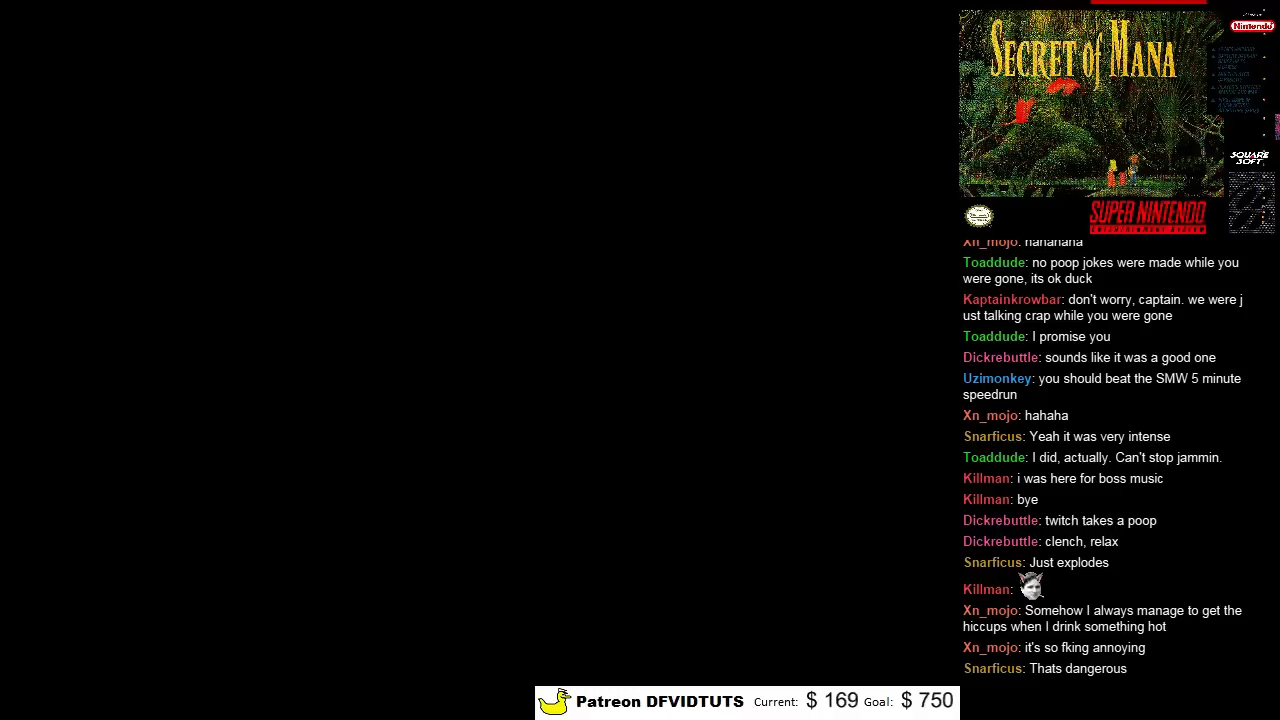 Nintendo
SECRET of MANA
SQUARE
SOFT
SUPER NINTENDO
ENTERTAINMENT SYSTEM
Xn_mojo: hahahaha
Toaddude: no poop jokes were made while you
were gone, its ok duck
Kaptainkrowbar: don't worry, captain. we were j
ust talking crap while you were gone
Toaddude: I promise you
Dickrebuttle: sounds like it was a good one
Uzimonkey: you should beat the SMW 5 minute
speedrun
Xn_mojo: hahaha
Snarficus: Yeah it was very intense
Toaddude: I did, actually. Can't stop jammin.
Killman: i was here for boss music
Killman: bye
Dickrebuttle: twitch takes a poop
Dickrebuttle: clench, relax
Snarficus: Just explodes
Killman:
Xn_mojo: Somehow I always manage to get the
hiccups when I drink something hot
Xn_mojo: it's so fking annoying
Snarficus: Thats dangerous
Patreon DFVIDTUTS Current: $ 169 Goal: $ 750